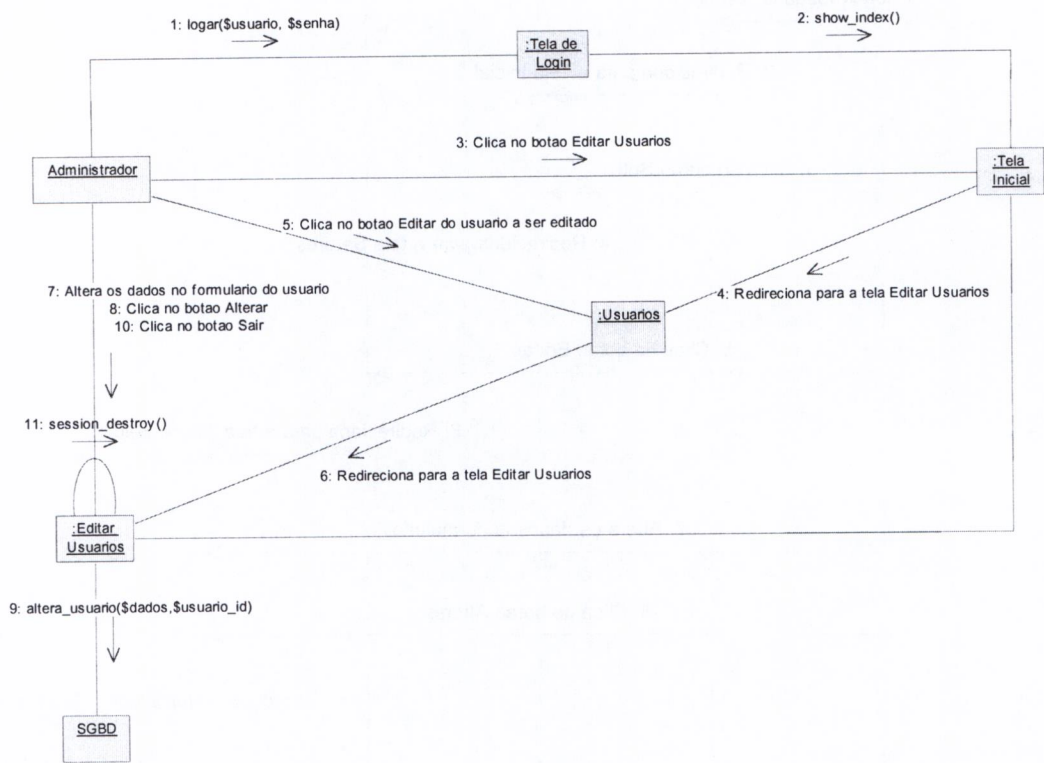 1: logar($usuario, $senha)
2: show_index()
:Tela de
Login
3: Clica no botao Editar Usuarios
Administrador
:Tela
Inicial
5: Clica no botao Editar do usuario a ser editado
7: Altera os dados no formulario do usuario
8: Clica no botao Alterar
10: Clica no botao Sair
4: Redireciona para a tela Editar Usuarios
:Usuarios
11: session_destroy()
6: Redireciona para a tela Editar Usuarios
:Editar
Usuarios
9: altera_usuario($dados,$usuario_id)
SGBD